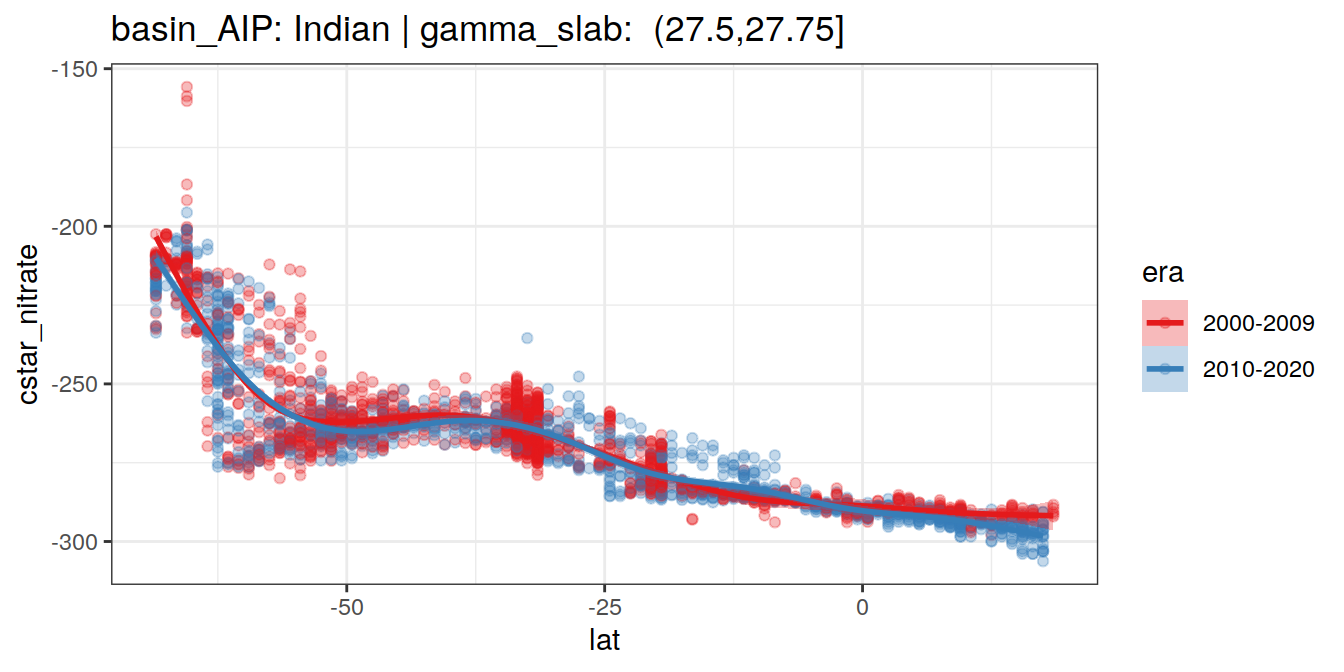 basin_AIP: Indian | gamma_slab:  (27.5,27.75]
-150
-200
-250
-300
cstar_nitrate
-50
-25
0
lat
era
2000-2009
2010-2020